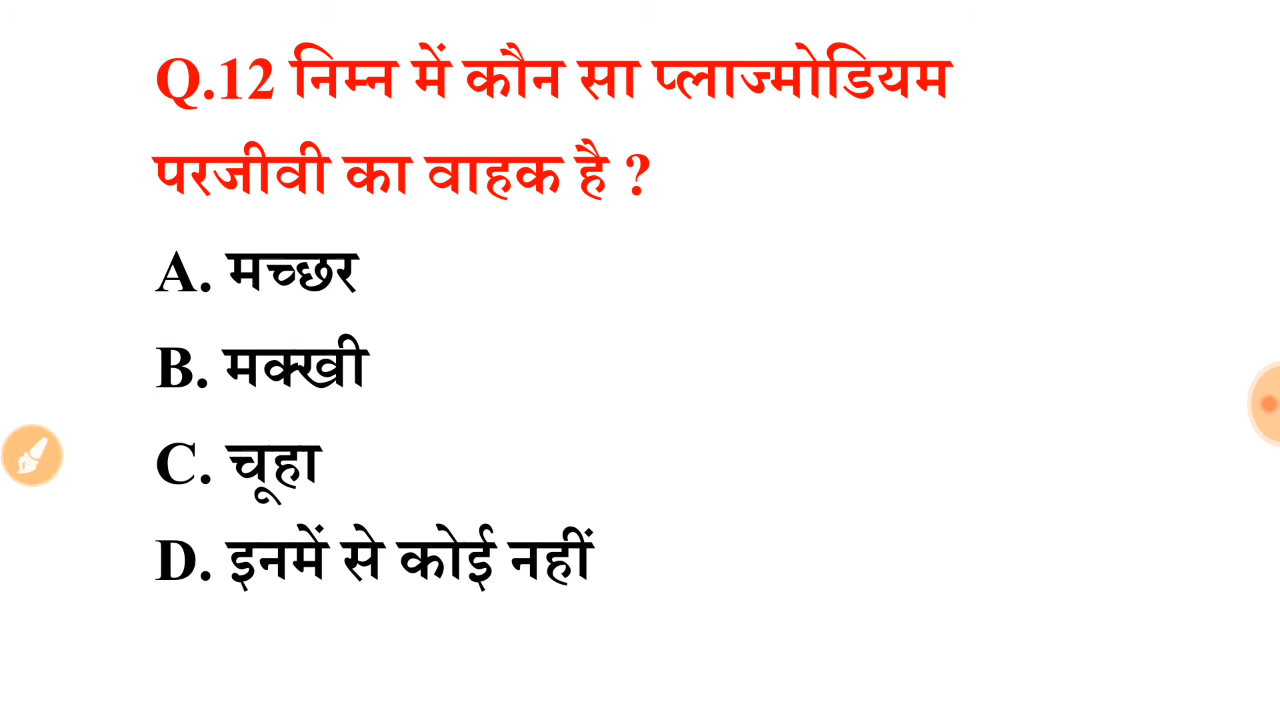 Q.12 निम्न में कौन सा प्लाज्मोडियम
परजीवी का वाहक है ?
A. मच्छर
B. मक्खी
C. चूहा
D. इनमें से कोई नहीं